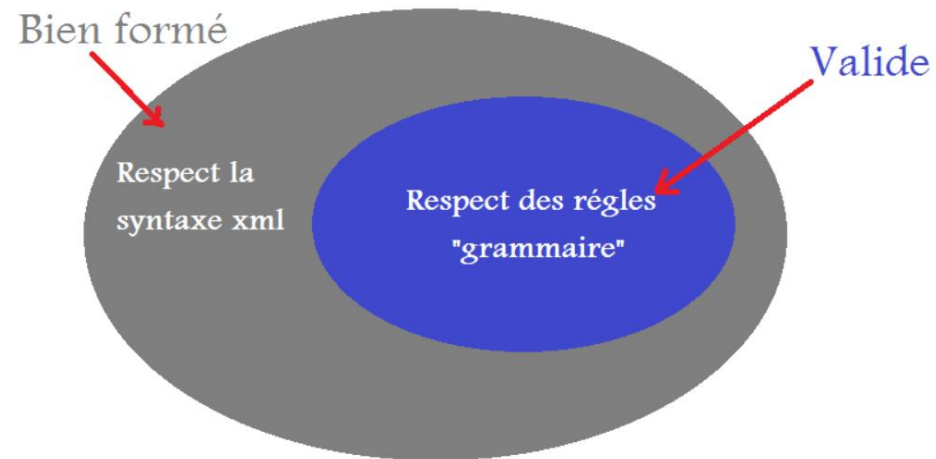 Bien formé
Valide
Respect la
syntaxe xml
Respect des régles
"grammaire"